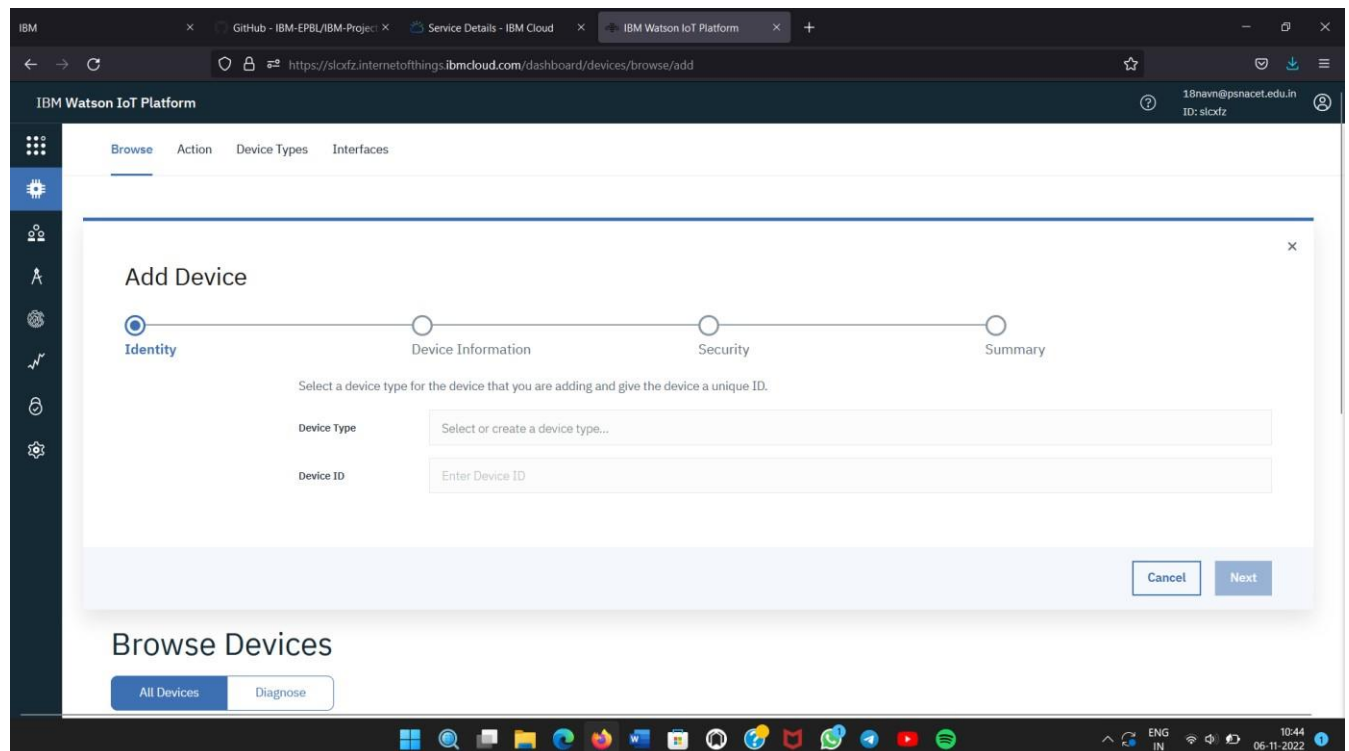 IBM
GitHub - IBM-EPBL/IBM-Project
Service Details - IBM Cloud
IBM Watson IoT Platform
https://slcxfz.internetofthings.ibmcloud.com/dashboard/devices/browse/add
IBM Watson IoT Platform
18navn@psnacet.edu.in
ID: slcxfz
Browse Action Device Types Interfaces
Add Device
Identity Device Information Security Summary
Select a device type for the device that you are adding and give the device a unique ID.
Device Type Select or create a device type...
Device ID Enter Device ID
Cancel Next
Browse Devices
All Devices Diagnose
ENG
IN
10:44
06-11-2022
1